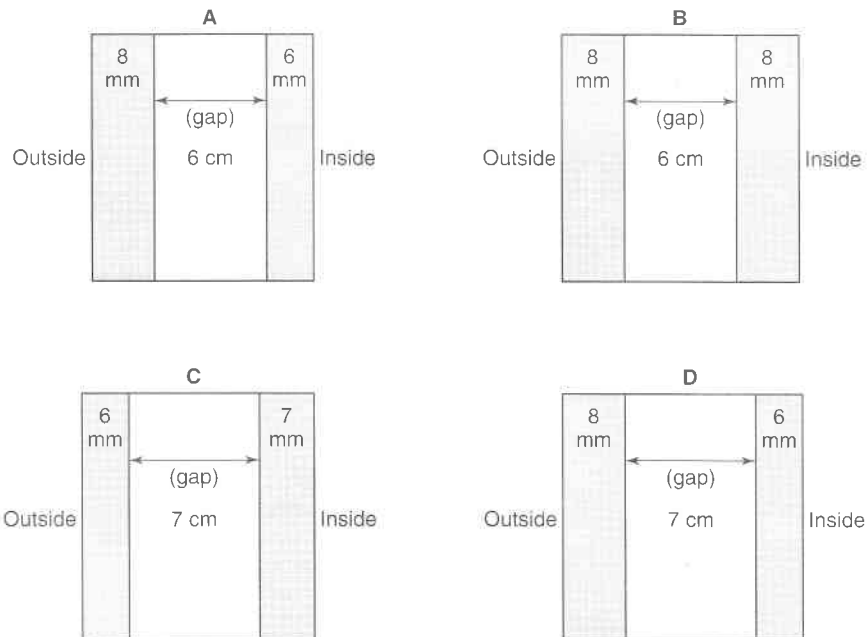 A
8
mm
6
mm
(gap)
6 cm
Outside
Inside
B
8
mm
8
mm
(gap)
6 cm
Outside
Inside
C
6
mm
7
mm
(gap)
7 cm
Outside
Inside
D
8
mm
6
mm
(gap)
7 cm
Outside
Inside